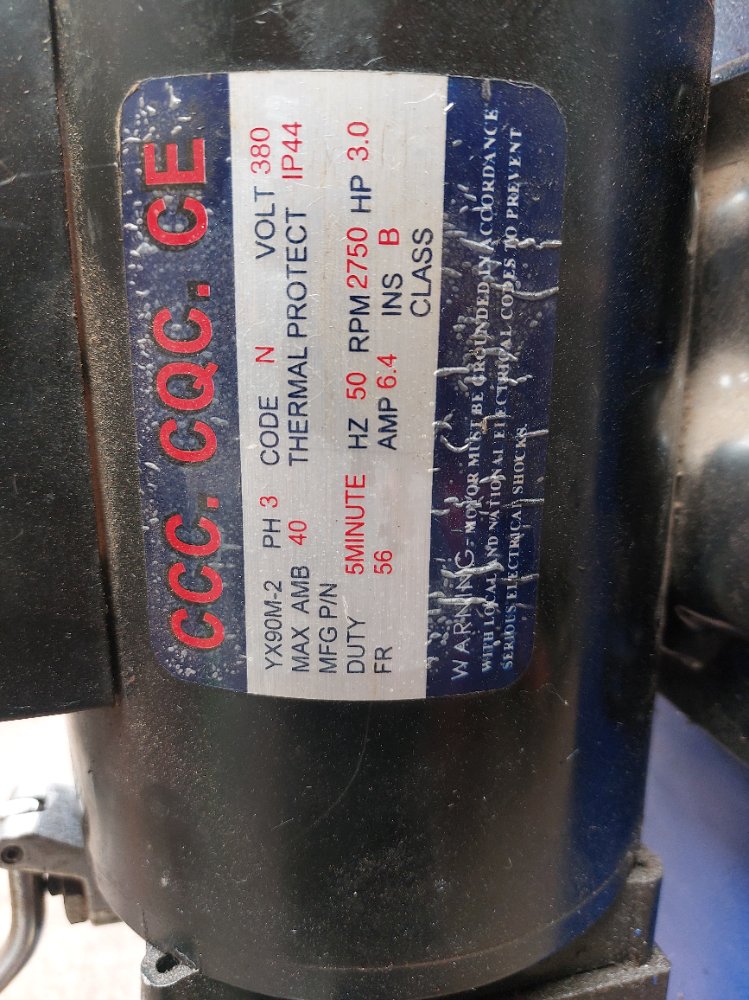 CCC. CQC. CE
YX90M-2 PH 3 CODE N VOLT 380
MAX AMB 40 THERMAL PROTECT IP44
MFG P/N
DUTY 5MINUTE HZ 50 RPM 2750 HP 3.0
FR 56 AMP 6.4 INS B
CLASS
WARNING: MOTOR MUST BE GROUNDED IN ACCORDANCE
WITH LOCAL AND NATIONAL ELECTRICAL CODES TO PREVENT
SERIOUS ELECTRICAL SHOCKS.